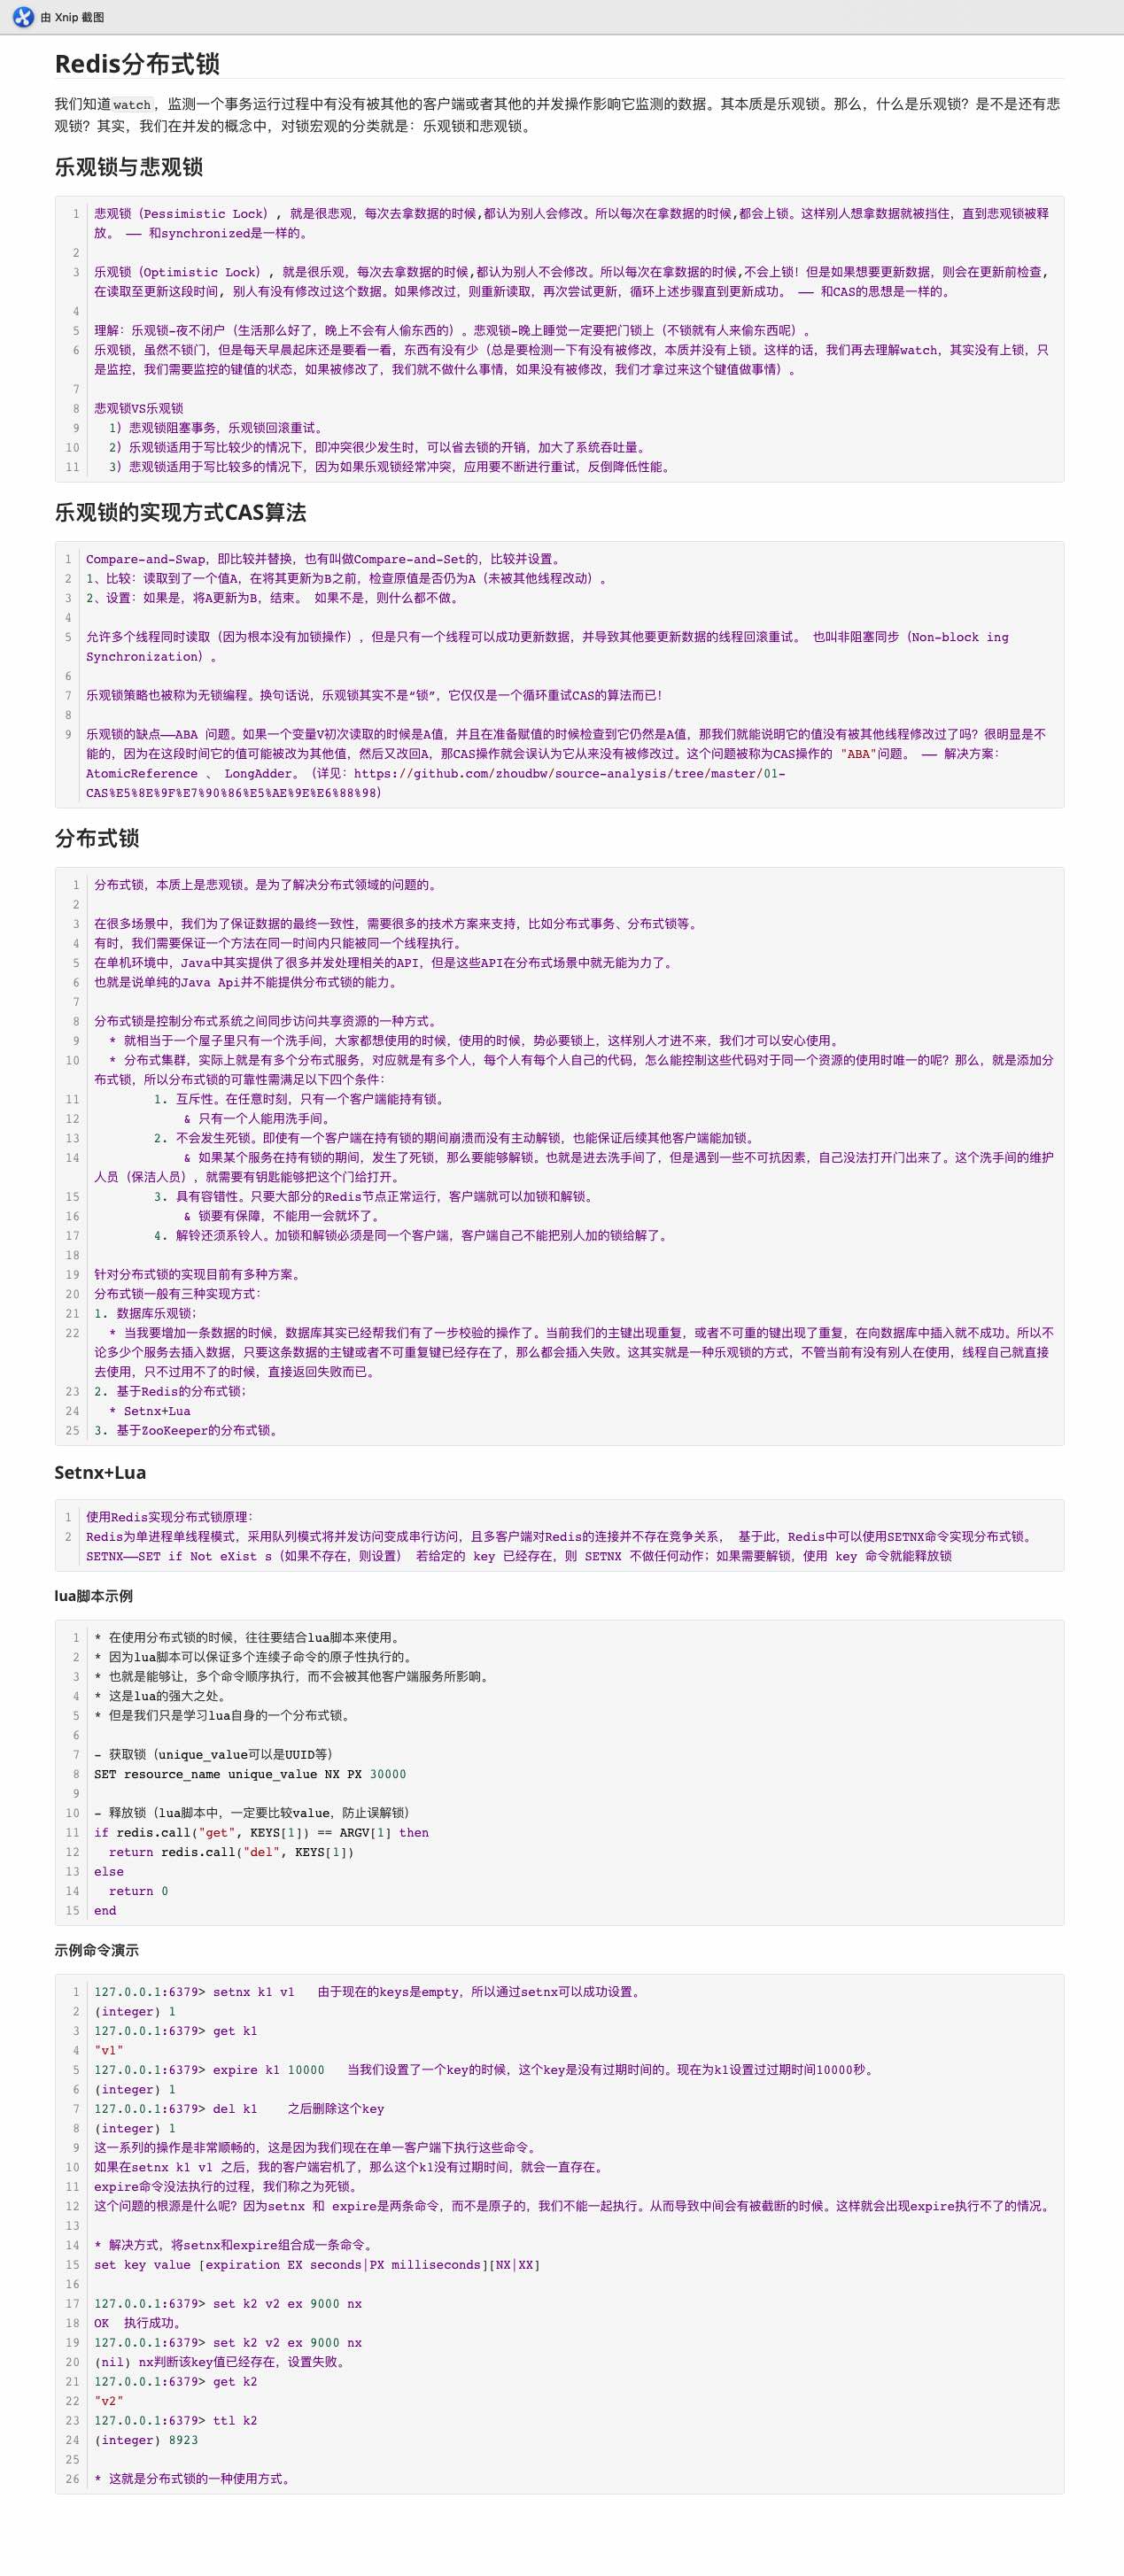 由 Xnip 截图
Redis分布式锁
我们知道watch，监测一个事务运行过程中有没有被其他的客户端或者其他的并发操作影响它监测的数据。其本质是乐观锁。那么，什么是乐观锁？是不是还有悲
观锁？其实，我们在并发的概念中，对锁宏观的分类就是：乐观锁和悲观锁。
乐观锁与悲观锁
1 悲观锁（Pessimistic Lock）, 就是很悲观，每次去拿数据的时候,都认为别人会修改。所以每次在拿数据的时候,都会上锁。这样别人想拿数据就被挡住，直到悲观锁被释
放。 —— 和synchronized是一样的。
2
3 乐观锁（Optimistic Lock）, 就是很乐观，每次去拿数据的时候,都认为别人不会修改。所以每次在拿数据的时候,不会上锁！但是如果想要更新数据，则会在更新前检查,
在读取至更新这段时间, 别人有没有修改过这个数据。如果修改过，则重新读取，再次尝试更新，循环上述步骤直到更新成功。 —— 和CAS的思想是一样的。
4
5 理解：乐观锁-夜不闭户（生活那么好了，晚上不会有人偷东西的）。悲观锁-晚上睡觉一定要把门锁上（不锁就有人来偷东西呢）。
6 乐观锁，虽然不锁门，但是每天早晨起床还是要看一看，东西有没有少（总是要检测一下有没有被修改，本质并没有上锁。这样的话，我们再去理解watch，其实没有上锁，只
是监控，我们需要监控的键值的状态，如果被修改了，我们就不做什么事情，如果没有被修改，我们才拿过来这个键值做事情）。
7
8 悲观锁VS乐观锁
9 1）悲观锁阻塞事务，乐观锁回滚重试。
10 2）乐观锁适用于写比较少的情况下，即冲突很少发生时，可以省去锁的开销，加大了系统吞吐量。
11 3）悲观锁适用于写比较多的情况下，因为如果乐观锁经常冲突，应用要不断进行重试，反倒降低性能。
乐观锁的实现方式CAS算法
1 Compare-and-Swap，即比较并替换，也有叫做Compare-and-Set的，比较并设置。
2 1、比较：读取到了一个值A，在将其更新为B之前，检查原值是否仍为A（未被其他线程改动）。
3 2、设置：如果是，将A更新为B，结束。 如果不是，则什么都不做。
4
5 允许多个线程同时读取（因为根本没有加锁操作），但是只有一个线程可以成功更新数据，并导致其他要更新数据的线程回滚重试。 也叫非阻塞同步（Non-block ing
Synchronization）。
6
7 乐观锁策略也被称为无锁编程。换句话说，乐观锁其实不是“锁”，它仅仅是一个循环重试CAS的算法而已！
8
9 乐观锁的缺点——ABA 问题。如果一个变量V初次读取的时候是A值，并且在准备赋值的时候检查到它仍然是A值，那我们就能说明它的值没有被其他线程修改过了吗？很明显是不
能的，因为在这段时间它的值可能被改为其他值，然后又改回A，那CAS操作就会误认为它从来没有被修改过。这个问题被称为CAS操作的 "ABA"问题。 —— 解决方案：
AtomicReference 、 LongAdder。（详见：https://github.com/zhoudbw/source-analysis/tree/master/01-
CAS%E5%8E%9F%E7%90%86%E5%AE%9E%E6%88%98）
分布式锁
1 分布式锁，本质上是悲观锁。是为了解决分布式领域的问题的。
2
3 在很多场景中，我们为了保证数据的最终一致性，需要很多的技术方案来支持，比如分布式事务、分布式锁等。
4 有时，我们需要保证一个方法在同一时间内只能被同一个线程执行。
5 在单机环境中，Java中其实提供了很多并发处理相关的API，但是这些API在分布式场景中就无能为力了。
6 也就是说单纯的Java Api并不能提供分布式锁的能力。
7
8 分布式锁是控制分布式系统之间同步访问共享资源的一种方式。
9 * 就相当于一个屋子里只有一个洗手间，大家都想使用的时候，使用的时候，势必要锁上，这样别人才进不来，我们才可以安心使用。
10 * 分布式集群，实际上就是有多个分布式服务，对应就是有多个人，每个人有每个人自己的代码，怎么能控制这些代码对于同一个资源的使用时唯一的呢？那么，就是添加分
布式锁，所以分布式锁的可靠性需满足以下四个条件：
11 1. 互斥性。在任意时刻，只有一个客户端能持有锁。
12 & 只有一个人能用洗手间。
13 2. 不会发生死锁。即使有一个客户端在持有锁的期间崩溃而没有主动解锁，也能保证后续其他客户端能加锁。
14 & 如果某个服务在持有锁的期间，发生了死锁，那么要能够解锁。也就是进去洗手间了，但是遇到一些不可抗因素，自己没法打开门出来了。这个洗手间的维护
人员（保洁人员），就需要有钥匙能够把这个门给打开。
15 3. 具有容错性。只要大部分的Redis节点正常运行，客户端就可以加锁和解锁。
16 & 锁要有保障，不能用一会就坏了。
17 4. 解铃还须系铃人。加锁和解锁必须是同一个客户端，客户端自己不能把别人加的锁给解了。
18
19 针对分布式锁的实现目前有多种方案。
20 分布式锁一般有三种实现方式：
21 1. 数据库乐观锁；
22 * 当我要增加一条数据的时候，数据库其实已经帮我们有了一步校验的操作了。当前我们的主键出现重复，或者不可重的键出现了重复，在向数据库中插入就不成功。所以不
论多少个服务去插入数据，只要这条数据的主键或者不可重复键已经存在了，那么都会插入失败。这其实就是一种乐观锁的方式，不管当前有没有别人在使用，线程自己就直接
去使用，只不过用不了的时候，直接返回失败而已。
23 2. 基于Redis的分布式锁；
24 * Setnx+Lua
25 3. 基于ZooKeeper的分布式锁。
Setnx+Lua
1 使用Redis实现分布式锁原理：
2 Redis为单进程单线程模式，采用队列模式将并发访问变成串行访问，且多客户端对Redis的连接并不存在竞争关系， 基于此，Redis中可以使用SETNX命令实现分布式锁。
SETNX——SET if Not eXist s（如果不存在，则设置） 若给定的 key 已经存在，则 SETNX 不做任何动作；如果需要解锁，使用 key 命令就能释放锁
lua脚本示例
1 * 在使用分布式锁的时候，往往要结合lua脚本来使用。
2 * 因为lua脚本可以保证多个连续子命令的原子性执行的。
3 * 也就是能够让，多个命令顺序执行，而不会被其他客户端服务所影响。
4 * 这是lua的强大之处。
5 * 但是我们只是学习lua自身的一个分布式锁。
6
7 - 获取锁（unique_value可以是UUID等）
8 SET resource_name unique_value NX PX 30000
9
10 - 释放锁（lua脚本中，一定要比较value，防止误解锁）
11 if redis.call("get", KEYS[1]) == ARGV[1] then
12 return redis.call("del", KEYS[1])
13 else
14 return 0
15 end
示例命令演示
1 127.0.0.1:6379> setnx k1 v1 由于现在的keys是empty，所以通过setnx可以成功设置。
2 (integer) 1
3 127.0.0.1:6379> get k1
4 "v1"
5 127.0.0.1:6379> expire k1 10000 当我们设置了一个key的时候，这个key是没有过期时间的。现在为k1设置过过期时间10000秒。
6 (integer) 1
7 127.0.0.1:6379> del k1 之后删除这个key
8 (integer) 1
9 这一系列的操作是非常顺畅的，这是因为我们现在在单一客户端下执行这些命令。
10 如果在setnx k1 v1 之后，我的客户端宕机了，那么这个k1没有过期时间，就会一直存在。
11 expire命令没法执行的过程，我们称之为死锁。
12 这个问题的根源是什么呢？因为setnx 和 expire是两条命令，而不是原子的，我们不能一起执行。从而导致中间会有被截断的时候。这样就会出现expire执行不了的情况。
13
14 * 解决方式，将setnx和expire组合成一条命令。
15 set key value [expiration EX seconds|PX milliseconds][NX|XX]
16
17 127.0.0.1:6379> set k2 v2 ex 9000 nx
18 OK 执行成功。
19 127.0.0.1:6379> set k2 v2 ex 9000 nx
20 (nil) nx判断该key值已经存在，设置失败。
21 127.0.0.1:6379> get k2
22 "v2"
23 127.0.0.1:6379> ttl k2
24 (integer) 8923
25
26 * 这就是分布式锁的一种使用方式。